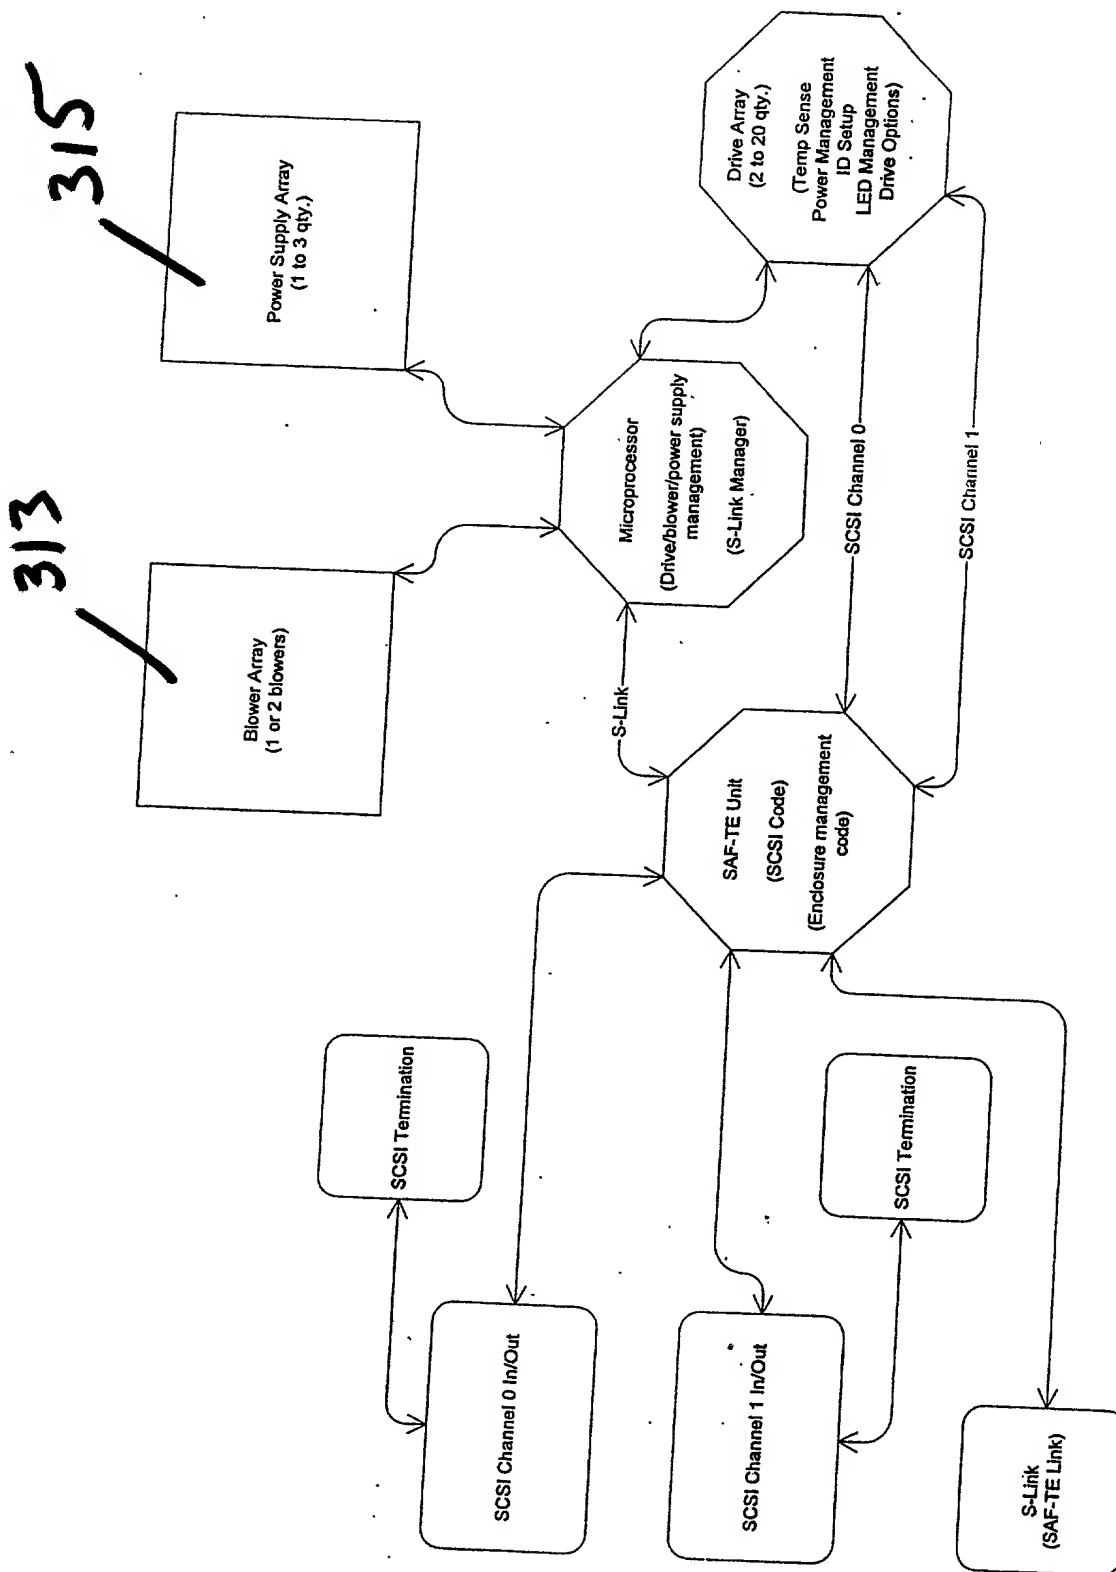 315
313
Power Supply Array
(1 to 3 qty.)
Blower Array
(1 or 2 blowers)
Drive Array
(2 to 20 qty.)
(Temp Sense
Power Management
ID Setup
LED Management
Drive Options)
Microprocessor
(Drive/blower/power supply
management)
(S-Link Manager)
S-Link
SCSI Channel 0
SCSI Channel 1
SAF-TE Unit
(SCSI Code)
(Enclosure management
code)
SCSI Termination
SCSI Channel 0 In/Out
SCSI Termination
SCSI Channel 1 In/Out
S-Link
(SAF-TE Link)